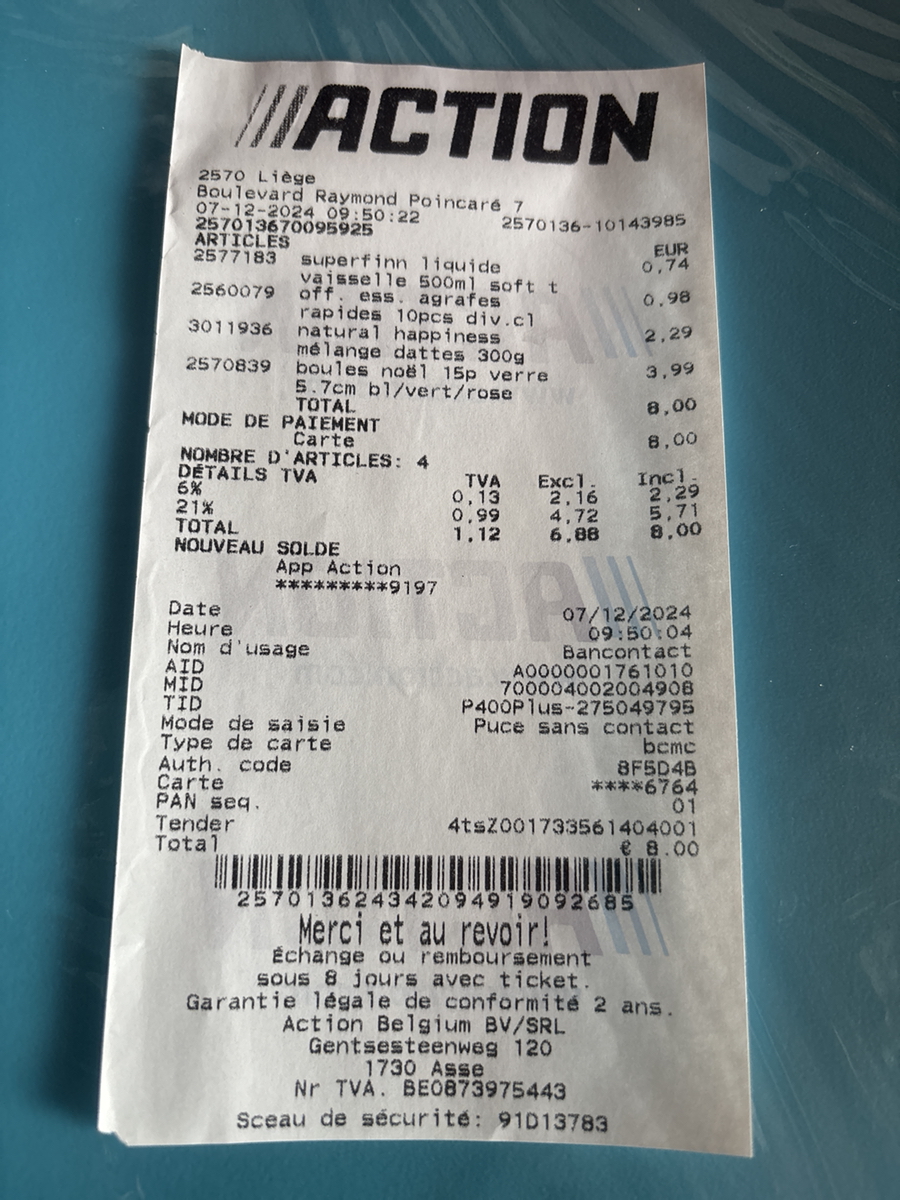 ///ACTION
2570 Liège
Boulevard Raymond Poincaré 7
07-12-2024 09:50:22 2570136-10143985
257013670095925
ARTICLES EUR
2577183 superfinn liquide 0,74
vaisselle 500ml soft t
2560079 off. ess. agrafes 0,98
rapides 10pcs div.cl
3011936 natural happiness 2,29
mélange dattes 300g
2570839 boules noël 15p verre 3,99
5.7cm bl/vert/rose
TOTAL 8,00
MODE DE PAIEMENT
Carte 8,00
NOMBRE D'ARTICLES: 4
DÉTAILS TVA TVA Excl. Incl.
6% 0,13 2,16 2,29
21% 0,99 4,72 5,71
TOTAL 1,12 6,88 8,00
NOUVEAU SOLDE
App Action
*********9197
Date 07/12/2024
Heure 09:50:04
Nom d'usage Bancontact
AID A0000001761010
MID 700004002004908
TID P400Plus-275049795
Mode de saisie Puce sans contact
Type de carte bcmc
Auth. code 8F5D4B
Carte ****6764
PAN seq. 01
Tender 4tsZ001733561404001
Total € 8.00
257013624342094919092685
Merci et au revoir!
Échange ou remboursement
sous 8 jours avec ticket.
Garantie légale de conformité 2 ans.
Action Belgium BV/SRL
Gentsesteenweg 120
1730 Asse
Nr TVA. BE0873975443
Sceau de sécurité: 91D13783